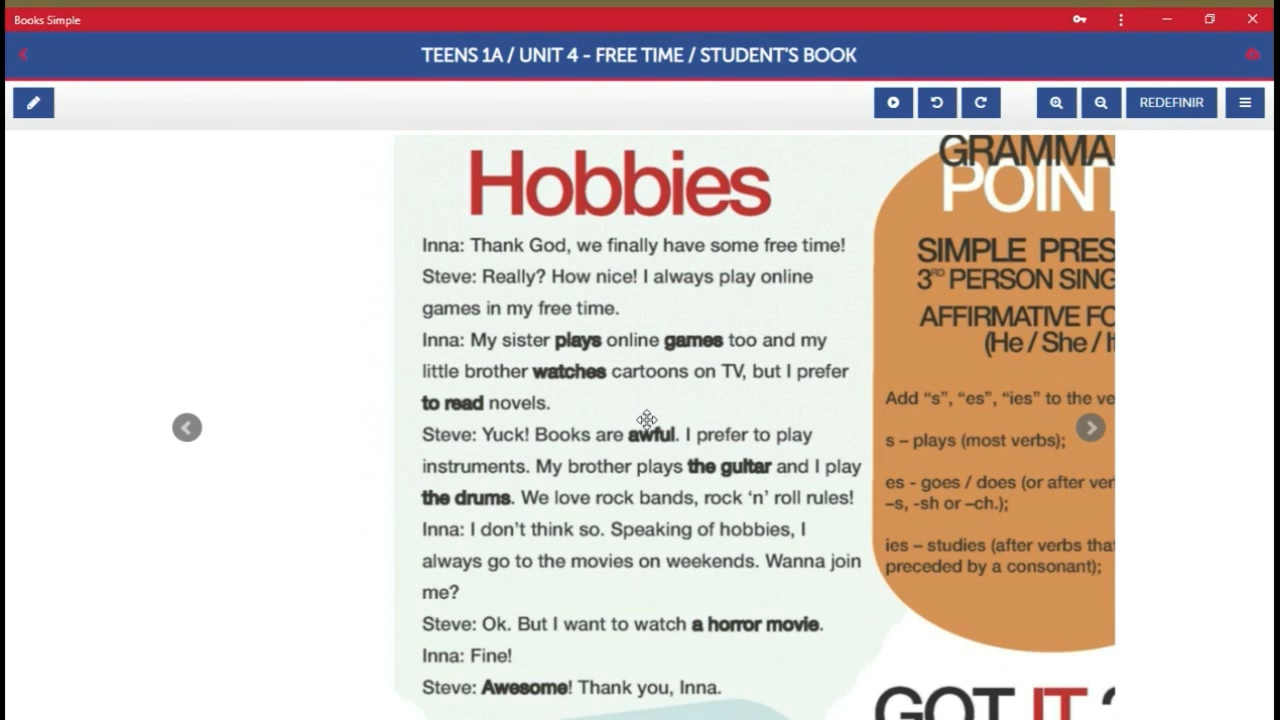 Books Simple
TEENS 1A / UNIT 4 - FREE TIME / STUDENT'S BOOK
REDEFINIR
Hobbies
Inna: Thank God, we finally have some free time!
Steve: Really? How nice! I always play online
games in my free time.
Inna: My sister plays online games too and my
little brother watches cartoons on TV, but I prefer
to read novels.
Steve: Yuck! Books are awful. I prefer to play
instruments. My brother plays the guitar and I play
the drums. We love rock bands, rock ‘n’ roll rules!
Inna: I don’t think so. Speaking of hobbies, I
always go to the movies on weekends. Wanna join
me?
Steve: Ok. But I want to watch a horror movie.
Inna: Fine!
Steve: Awesome! Thank you, Inna.
GRAMMA
POINT
SIMPLE PRES
3RD PERSON SING
AFFIRMATIVE FO
(He / She / It
Add “s”, “es”, “ies” to the ve
s – plays (most verbs);
es - goes / does (or after ver
–s, -sh or –ch.);
ies – studies (after verbs tha
preceded by a consonant);
GOT IT ?